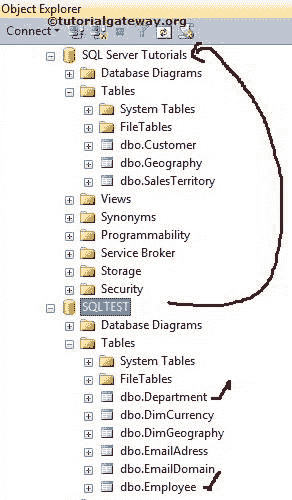 Object Explorer
©tutorialgateway.org
Connect
SQL Server Tutorials
Database Diagrams
Tables
System Tables
FileTables
dbo.Customer
dbo.Geography
dbo.SalesTerritory
Views
Synonyms
Programmability
Service Broker
Storage
Security
SQLTEST
Database Diagrams
Tables
System Tables
FileTables
dbo.Department
dbo.DimCurrency
dbo.DimGeography
dbo.EmailAdress
dbo.EmailDomain
dbo.Employee